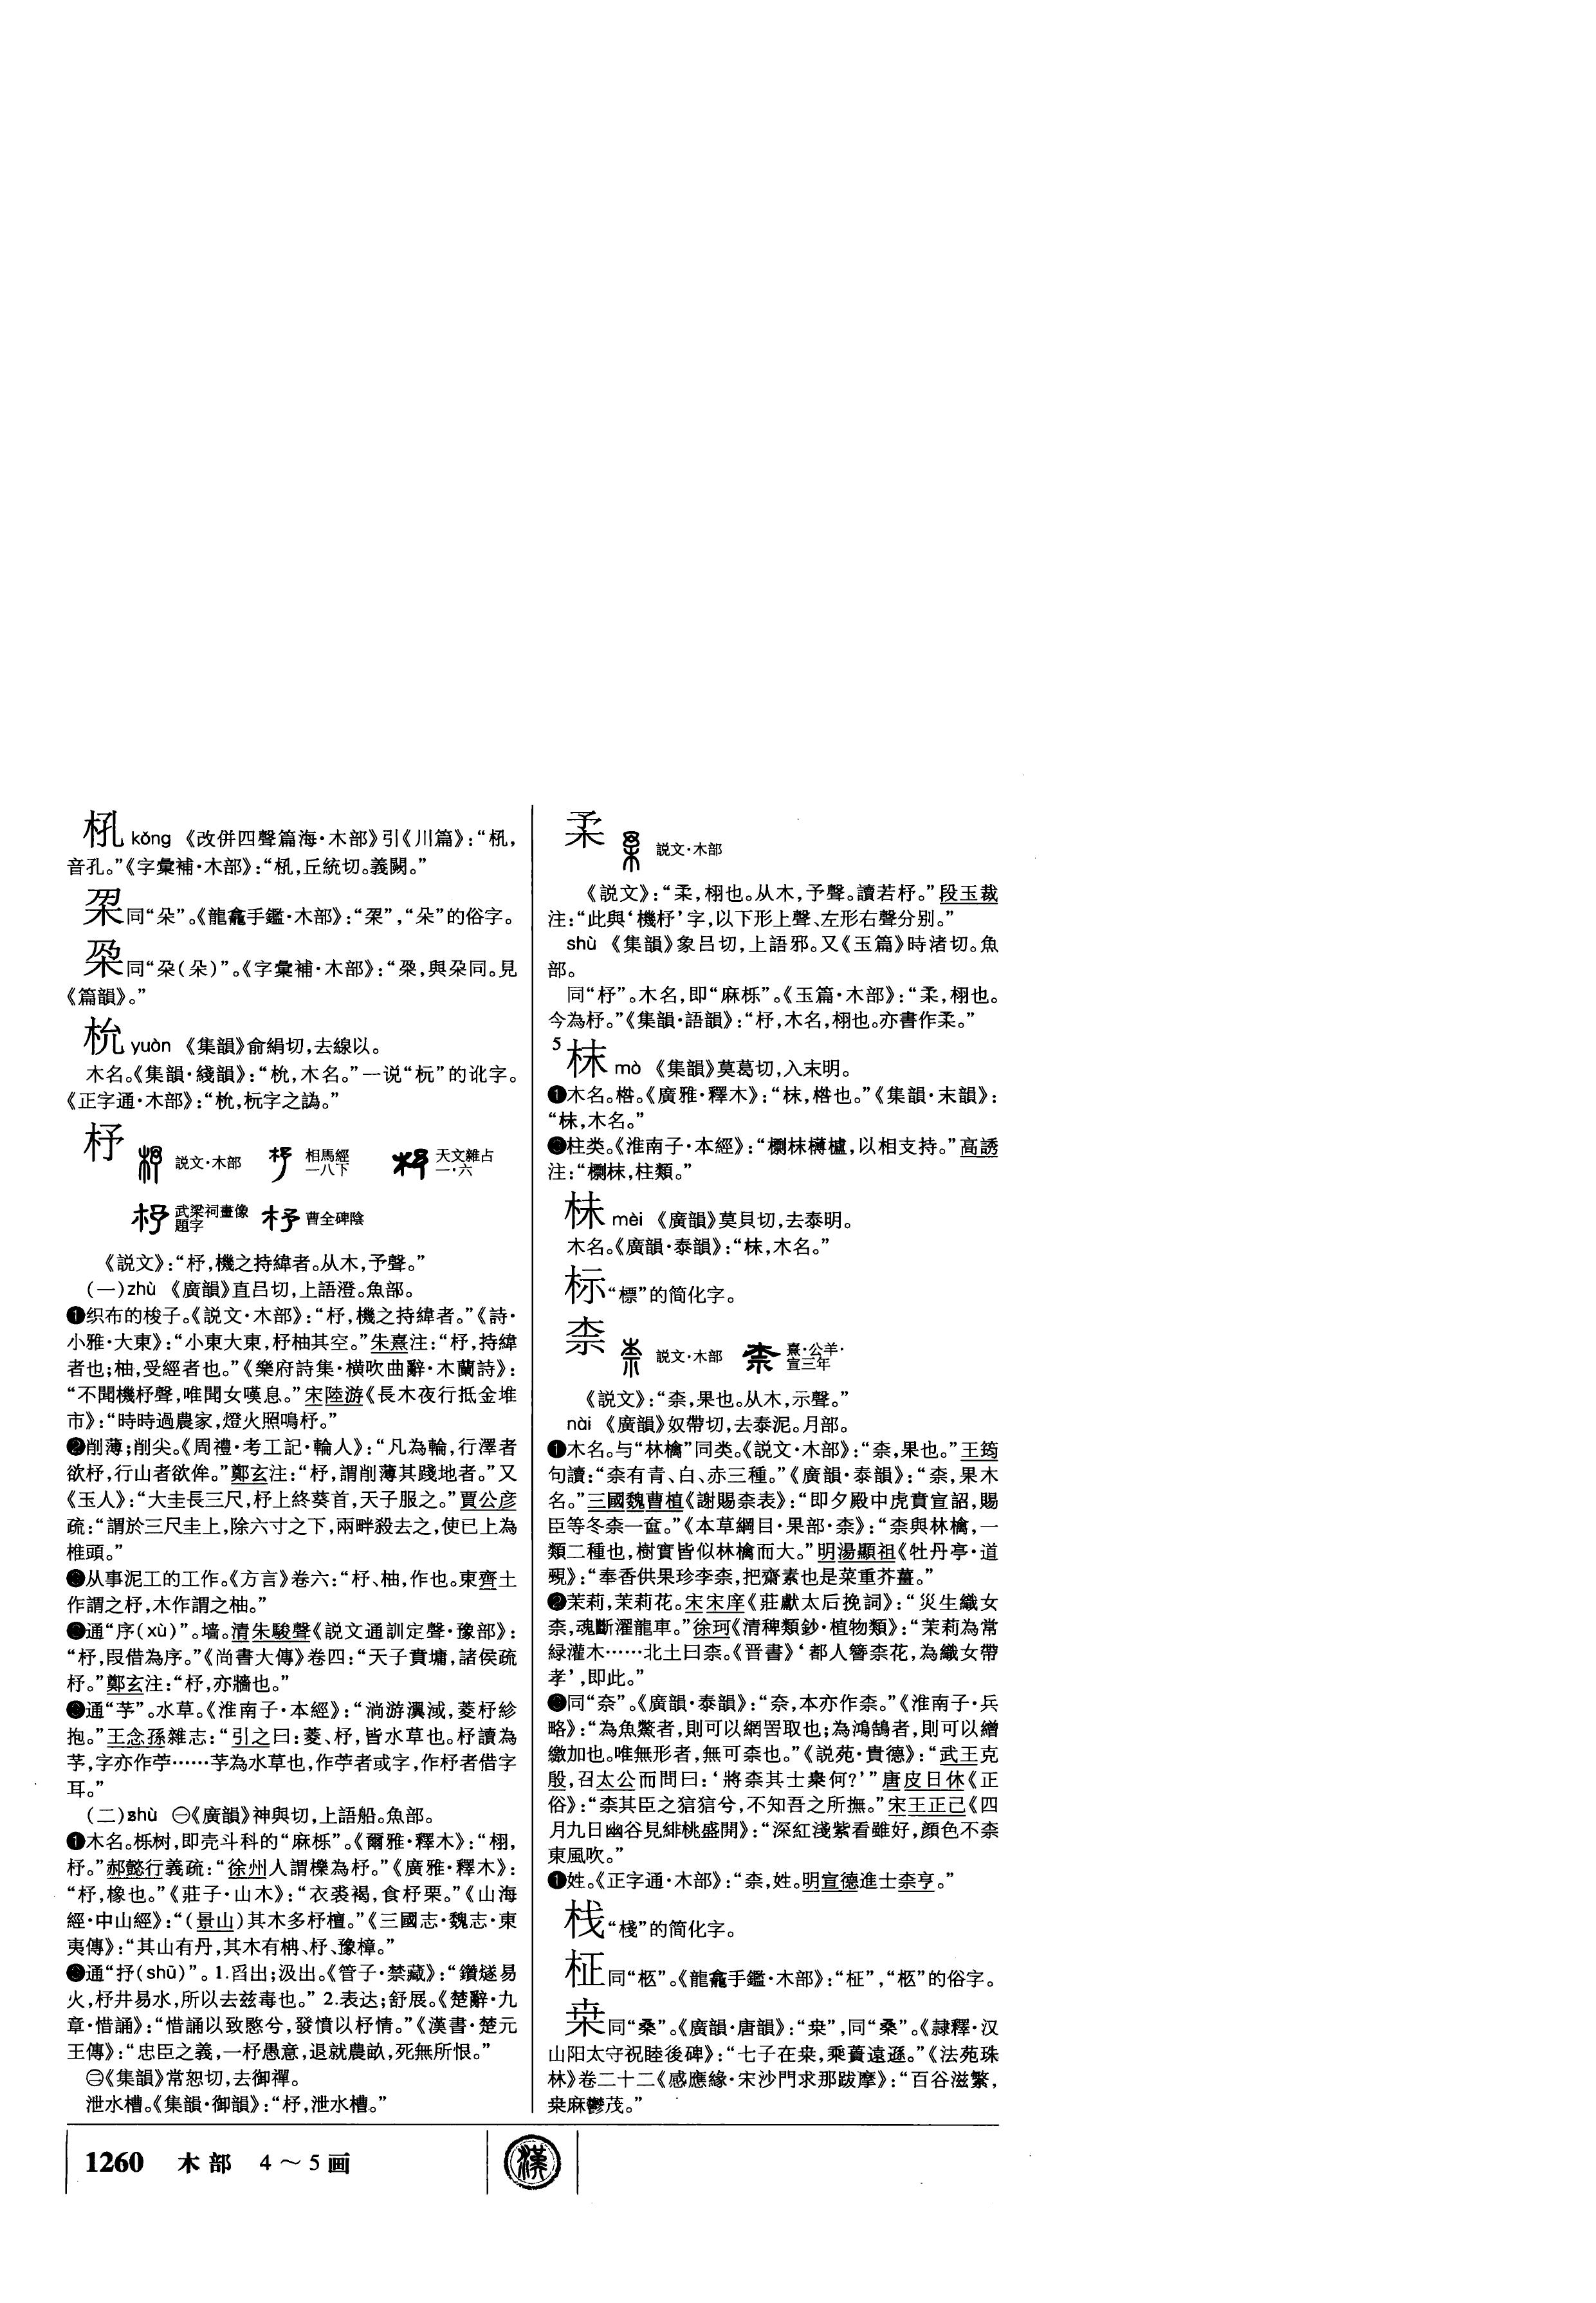 kǒng 《改併四聲篇海·木部》引《川篇》：“
音孔。”《字彙補·木部》：“丘統切。義闕。”
同“朵”。《龍龕手鑑·木部》：“”，“朵”的俗字。
同“朶（朵）”。《字彙補·木部》：“與朶同。見
《篇韻》。”
yuòn 《集韻》俞絹切，去線以。
木名。《集韻·綫韻》：“木名。”一说“杬”的讹字。
《正字通·木部》：“杬字之譌。”
杼 説文·木部 相馬經一八下 天文雜占一·六
武梁祠畫像題字 曹全碑陰
《説文》：“杼，機之持緯者。从木，予聲。”
（一）zhù 《廣韻》直吕切，上語澄。魚部。
❶织布的梭子。《説文·木部》：“杼，機之持緯者。”《詩·
小雅·大東》：“小東大東，杼柚其空。”朱熹注：“杼，持緯
者也；柚，受經者也。”《樂府詩集·横吹曲辭·木蘭詩》：
“不聞機杼聲，唯聞女嘆息。”宋陸游《長木夜行抵金堆
市》：“時時過農家，燈火照鳴杼。”
❷削薄；削尖。《周禮·考工記·輪人》：“凡為輪，行澤者
欲杼，行山者欲侔。”鄭玄注：“杼，謂削薄其踐地者。”又
《玉人》：“大圭長三尺，杼上終葵首，天子服之。”賈公彦
疏：“謂於三尺圭上，除六寸之下，兩畔殺去之，使已上為
椎頭。”
从事泥工的工作。《方言》卷六：“杼、柚，作也。東齊土
作謂之杼，木作謂之柚。”
通“序（xù）”。墙。清朱駿聲《説文通訓定聲·豫部》：
“杼，叚借為序。”《尚書大傳》卷四：“天子賁墉，諸侯疏
杼。”鄭玄注：“杼，亦牆也。”
通“芧”。水草。《淮南子·本經》：“淌游瀷淢，菱杼紾
抱。”王念孫雜志：“引之曰：菱、杼，皆水草也。杼讀為
芧，字亦作苧……芧為水草也，作苧者或字，作杼者借字
耳。”
（二）shù ㊀《廣韻》神與切，上語船。魚部。
❶木名。栎树，即壳斗科的“麻栎”。《爾雅·釋木》：“栩，
杼。”郝懿行義疏：“徐州人謂櫟為杼。”《廣雅·釋木》：
“杼，橡也。”《莊子·山木》：“衣裘褐，食杼栗。”《山海
經·中山經》：“（景山）其木多杼檀。”《三國志·魏志·東
夷傳》：“其山有丹，其木有柟、杼、豫樟。”
通“抒（shū）”。1.舀出；汲出。《管子·禁藏》：“鑽燧易
火，杼井易水，所以去兹毒也。” 2.表达；舒展。《楚辭·九
章·惜誦》：“惜誦以致愍兮，發憤以杼情。”《漢書·楚元
王傳》：“忠臣之義，一杼愚意，退就農畝，死無所恨。”
㊁《集韻》常恕切，去御禪。
泄水槽。《集韻·御韻》：“杼，泄水槽。”
柔 説文·木部
《説文》：“柔，栩也。从木，予聲。讀若杼。”段玉裁
注：“此與‘機杼’字，以下形上聲、左形右聲分别。”
shù 《集韻》象吕切，上語邪。又《玉篇》時渚切。魚
部。
同“杼”。木名，即“麻栎”。《玉篇·木部》：“柔，栩也。
今為杼。”《集韻·語韻》：“杼，木名，栩也。亦書作柔。”
5 枺 mò 《集韻》莫葛切，入末明。
❶木名。榰。《廣雅·釋木》：“枺，榰也。”《集韻·末韻》：
“枺，木名。”
柱类。《淮南子·本經》：“檦枺欂櫨，以相支持。”高誘
注：“檦枺，柱類。”
㭑 mèi 《廣韻》莫貝切，去泰明。
木名。《廣韻·泰韻》：“㭑，木名。”
标“標”的简化字。
柰 説文·木部 熹·公羊·宣三年
《説文》：“柰，果也。从木，示聲。”
nài 《廣韻》奴帶切，去泰泥。月部。
❶木名。与“林檎”同类。《説文·木部》：“柰，果也。”王筠
句讀：“柰有青、白、赤三種。”《廣韻·泰韻》：“柰，果木
名。”三國魏曹植《謝賜柰表》：“即夕殿中虎賁宣詔，賜
臣等冬柰一奩。”《本草綱目·果部·柰》：“柰與林檎，一
類二種也，樹實皆似林檎而大。”明湯顯祖《牡丹亭·道
覡》：“奉香供果珍李柰，把齋素也是菜重芥薑。”
❷茉莉，茉莉花。宋宋庠《莊獻太后挽詞》：“災生織女
柰，魂斷濯龍車。”徐珂《清稗類鈔·植物類》：“茉莉為常
緑灌木……北土曰柰。《晋書》‘都人簪柰花，為織女帶
孝’，即此。”
同“奈”。《廣韻·泰韻》：“奈，本亦作柰。”《淮南子·兵
略》：“為魚鱉者，則可以網罟取也；為鴻鵠者，則可以矰
繳加也。唯無形者，無可柰也。”《説苑·貴德》：“武王克
殷，召太公而問曰：‘將柰其士衆何？’”唐皮日休《正
俗》：“柰其臣之狺狺兮，不知吾之所撫。”宋王正己《四
月九日幽谷見緋桃盛開》：“深紅淺紫看雖好，顔色不柰
東風吹。”
❶姓。《正字通·木部》：“柰，姓。明宣德進士柰亨。”
栈“棧”的简化字。
柾同“柩”。《龍龕手鑑·木部》：“柾”，“柩”的俗字。
桒同“桑”。《廣韻·唐韻》：“桒”，同“桑”。《隸釋·汉
山阳太守祝睦後碑》：“七子在桒，乘蕢遠遜。”《法苑珠
林》卷二十二《感應緣·宋沙門求那跋摩》：“百谷滋繁，
桒麻鬱茂。”
1260 木部 4～5画
漢